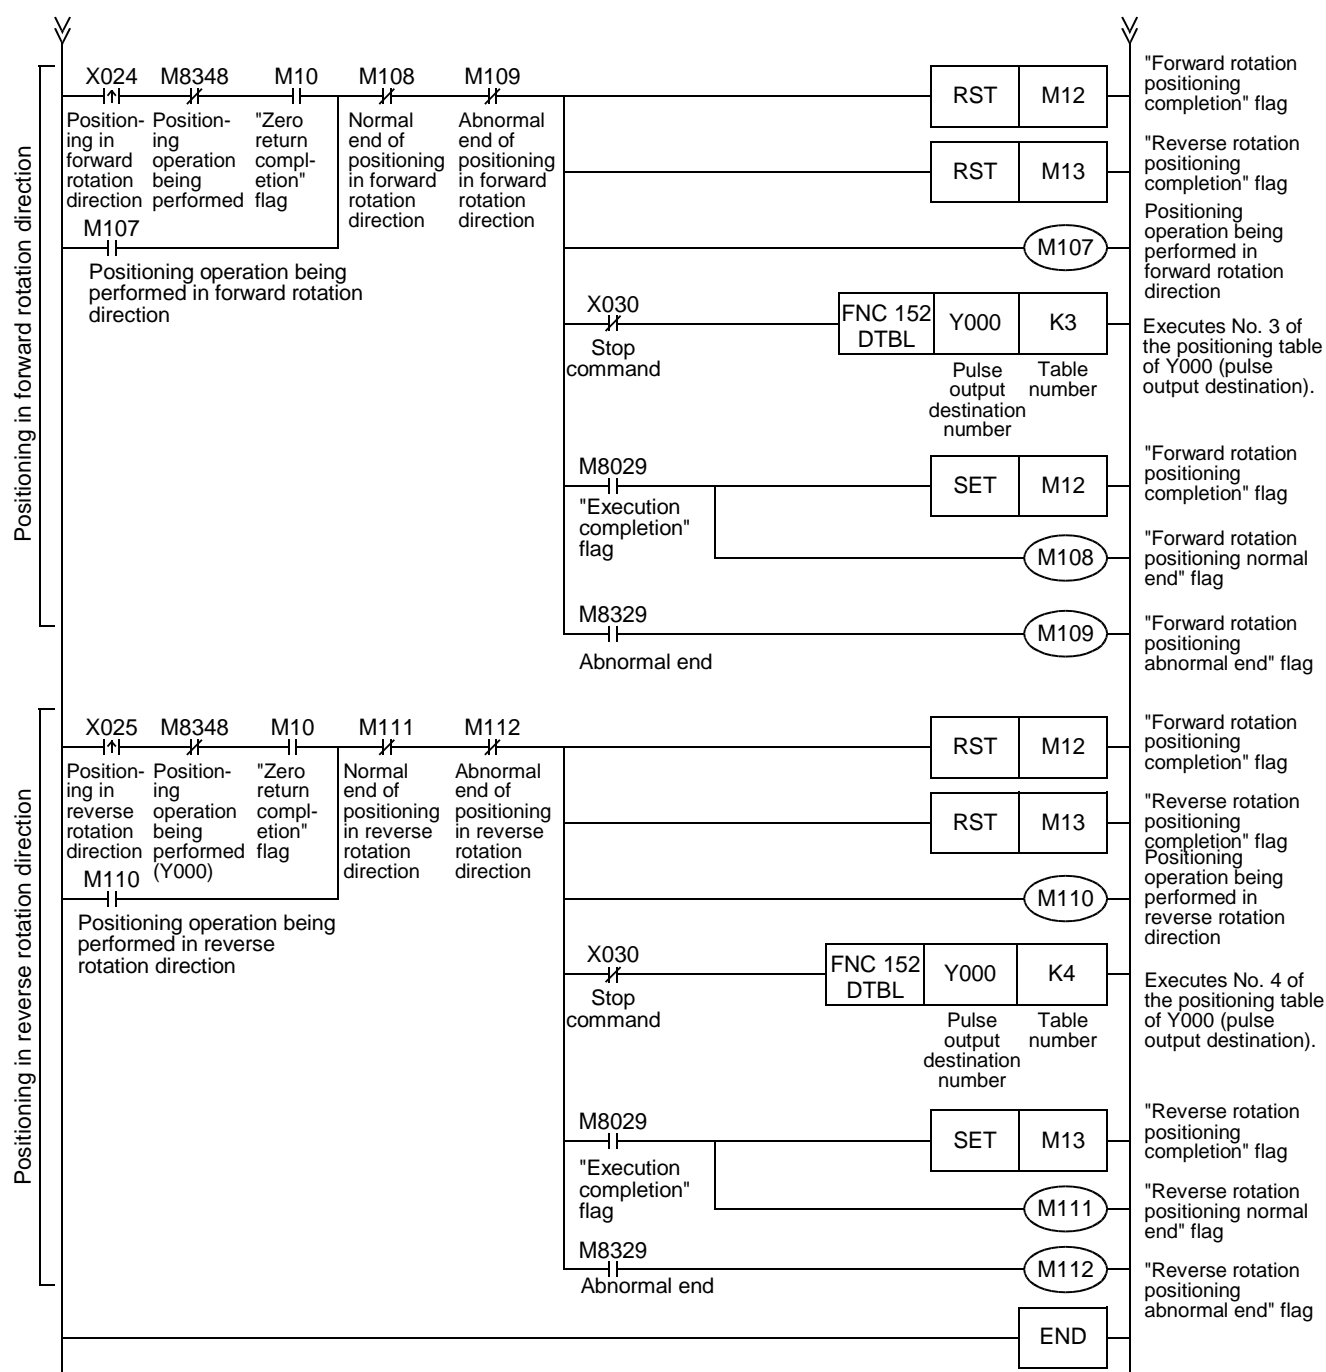 X024 M8348 M10 M108 M109
Position-
ing in
forward
rotation
direction
Position-
ing
operation
being
performed
"Zero
return
compl-
etion"
flag
Normal
end of
positioning
in forward
rotation
direction
Abnormal
end of
positioning
in forward
rotation
direction
RST M12
"Forward rotation
positioning
completion" flag
RST M13
"Reverse rotation
positioning
completion" flag
M107
Positioning operation being
performed in forward rotation
direction
M107
Positioning
operation being
performed in
forward rotation
direction
Positioning in forward rotation direction
X030
Stop
command
FNC 152
DTBL
Y000
K3
Pulse
output
destination
number
Table
number
Executes No. 3 of
the positioning table
of Y000 (pulse
output destination).
M8029
"Execution
completion"
flag
SET M12
"Forward rotation
positioning
completion" flag
M108
"Forward rotation
positioning normal
end" flag
M8329
Abnormal end
M109
"Forward rotation
positioning
abnormal end" flag
X025 M8348 M10 M111 M112
Position-
ing in
reverse
rotation
direction
Position-
ing
operation
being
performed
(Y000)
"Zero
return
compl-
etion"
flag
Normal
end of
positioning
in reverse
rotation
direction
Abnormal
end of
positioning
in reverse
rotation
direction
RST M12
"Forward rotation
positioning
completion" flag
RST M13
"Reverse rotation
positioning
completion" flag
M110
Positioning operation being
performed in reverse
rotation direction
M110
Positioning
operation being
performed in
reverse rotation
direction
Positioning in reverse rotation direction
X030
Stop
command
FNC 152
DTBL
Y000
K4
Pulse
output
destination
number
Table
number
Executes No. 4 of
the positioning table
of Y000 (pulse
output destination).
M8029
"Execution
completion"
flag
SET M13
"Reverse rotation
positioning
completion" flag
M111
"Reverse rotation
positioning normal
end" flag
M8329
Abnormal end
M112
"Reverse rotation
positioning
abnormal end" flag
END